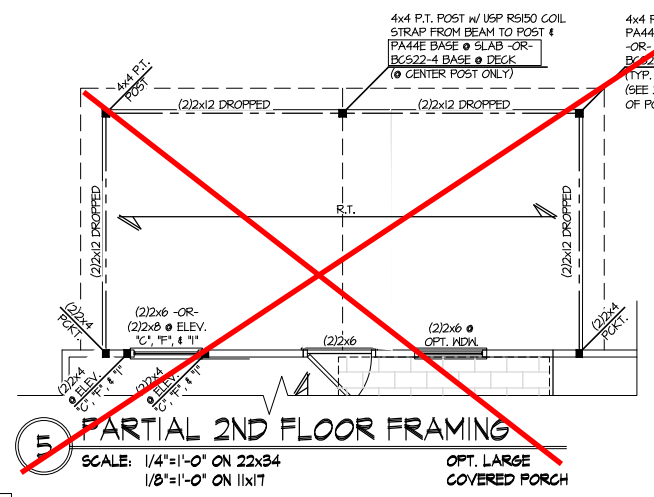 4x4 P.T. POST W/ USP RS150 COIL
STRAP FROM BEAM TO POST &
PA44E BASE @ SLAB -OR-
BCS22-4 BASE @ DECK
(@ CENTER POST ONLY)
4x4 P
PA44
-OR-
BCS2
(TYP.
(SEE
OF PO
4x4 P.T.
POST
(2)2x12 DROPPED
(2)2x12 DROPPED
(2)2x12 DROPPED
(2)2x12 DROPPED
R.T.
(2)2x4
PCKT.
(2)2x6 -OR-
(2)2x8 @ ELEV.
"C", "F", & "I"
(2)2x6
(2)2x6 @
OPT. WDW.
(2)2x4
PCKT.
(2)2x4
@ ELEV.
"C", "F", & "I"
(2)2x4
@ ELEV.
"C", "F", & "I"
5
PARTIAL 2ND FLOOR FRAMING
SCALE: 1/4"=1'-0" ON 22x34
1/8"=1'-0" ON 11x17
OPT. LARGE
COVERED PORCH